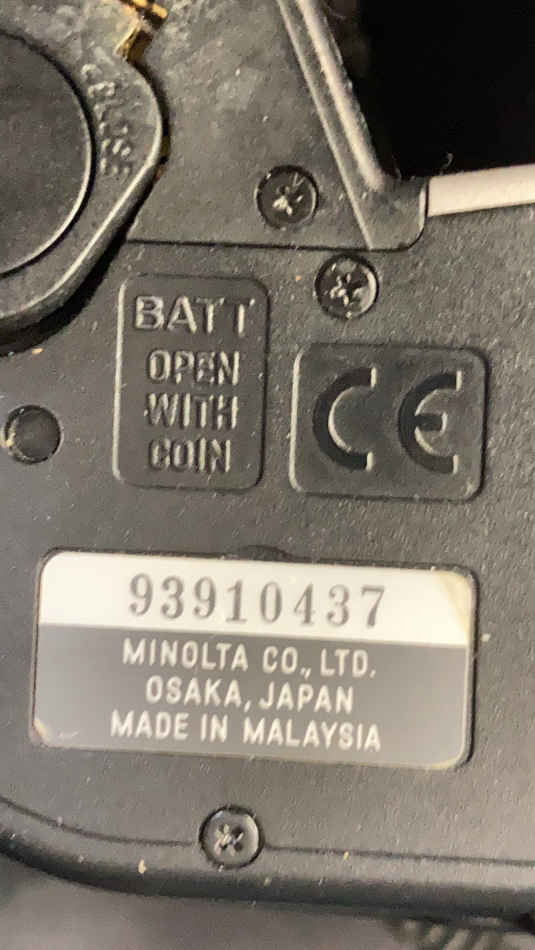 CLOSE
BATT
OPEN
WITH
COIN
CE
93910437
MINOLTA CO., LTD.
OSAKA, JAPAN
MADE IN MALAYSIA